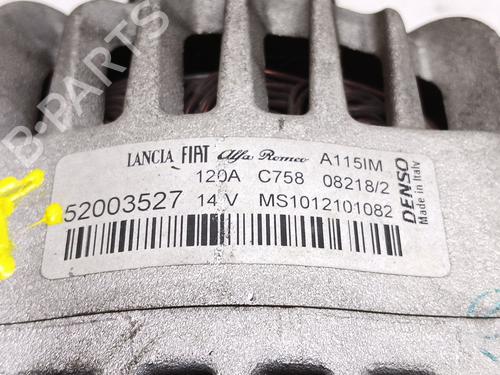 B-PARTS
LANCIA FIAT Alfa Romeo A115IM
120A C758 08218/2
52003527 14 V MS1012101082
DENSO
Made in Italy